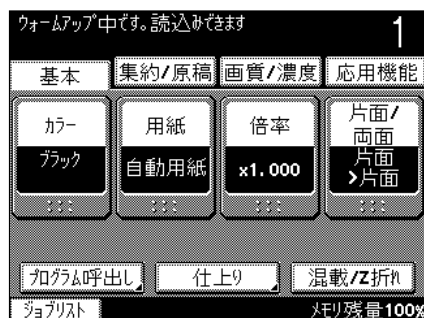 ｳｫｰﾑｱｯﾌﾟ中です｡読込みできます
1
基本 集約/原稿 画質/濃度 応用機能
ｶﾗｰ 用紙 倍率 片面/
両面
ﾌﾞﾗｯｸ 自動用紙 x1.000 片面
>片面
ﾌﾟﾛｸﾞﾗﾑ呼出し 仕上り 混載/Z折れ
ｼﾞｮﾌﾞﾘｽﾄ ﾒﾓﾘ残量100%